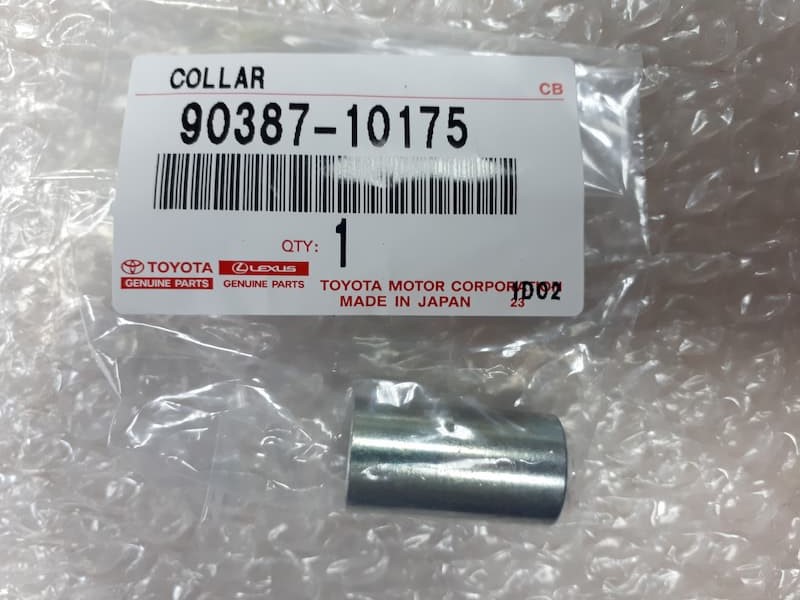 COLLAR
CB
90387-10175
QTY: 1
TOYOTA
GENUINE PARTS
LEXUS
GENUINE PARTS
TOYOTA MOTOR CORPORATION
MADE IN JAPAN
1D02
23